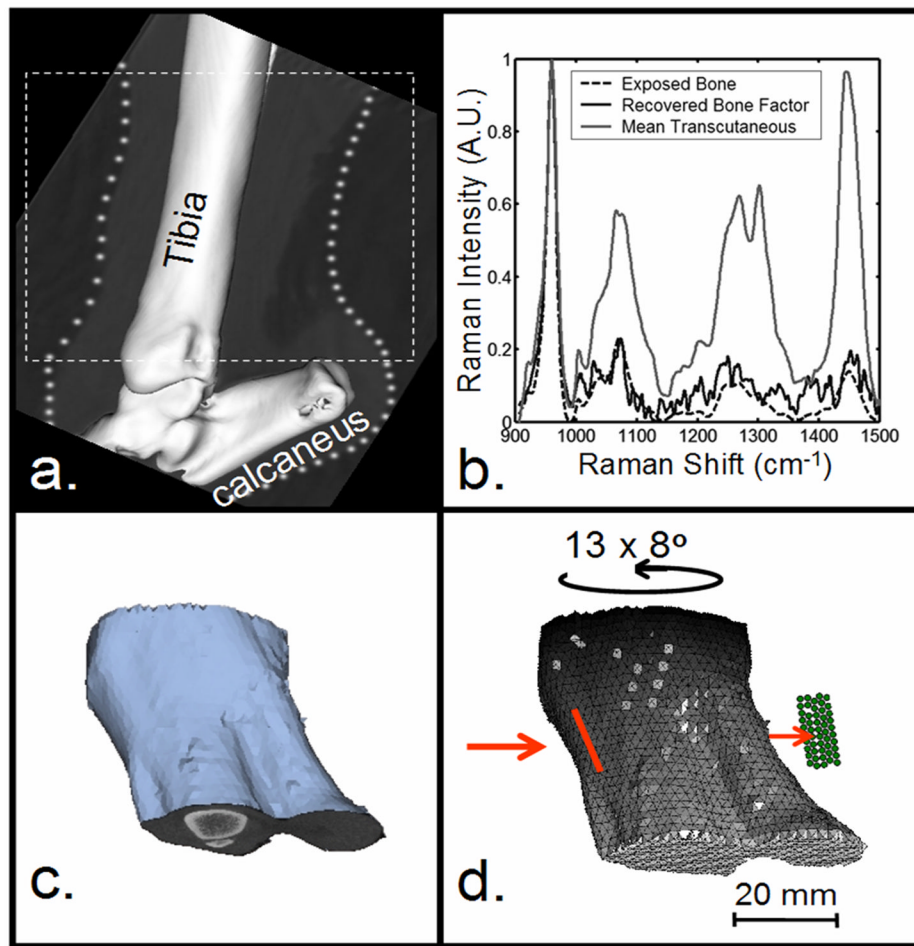 Tibia
calcaneus
a.
1
0.8
0.6
0.4
0.2
0
900
1000
1100
1200
1300
1400
1500
Raman Intensity (A.U.)
Raman Shift (cm⁻¹)
Exposed Bone
Recovered Bone Factor
Mean Transcutaneous
b.
c.
13 x 8º
20 mm
d.